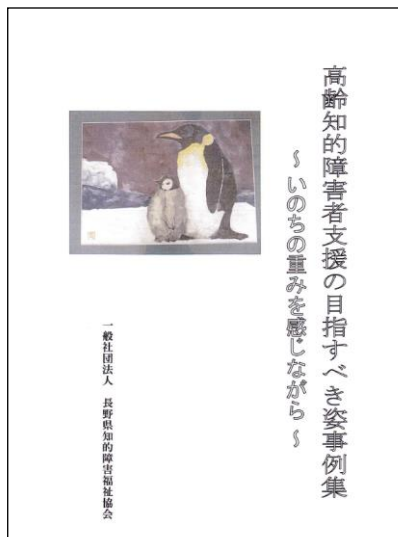 高齢知的障害者支援の目指すべき姿事例集
～いのちの重みを感じながら～
一般社団法人　長野県知的障害福祉協会